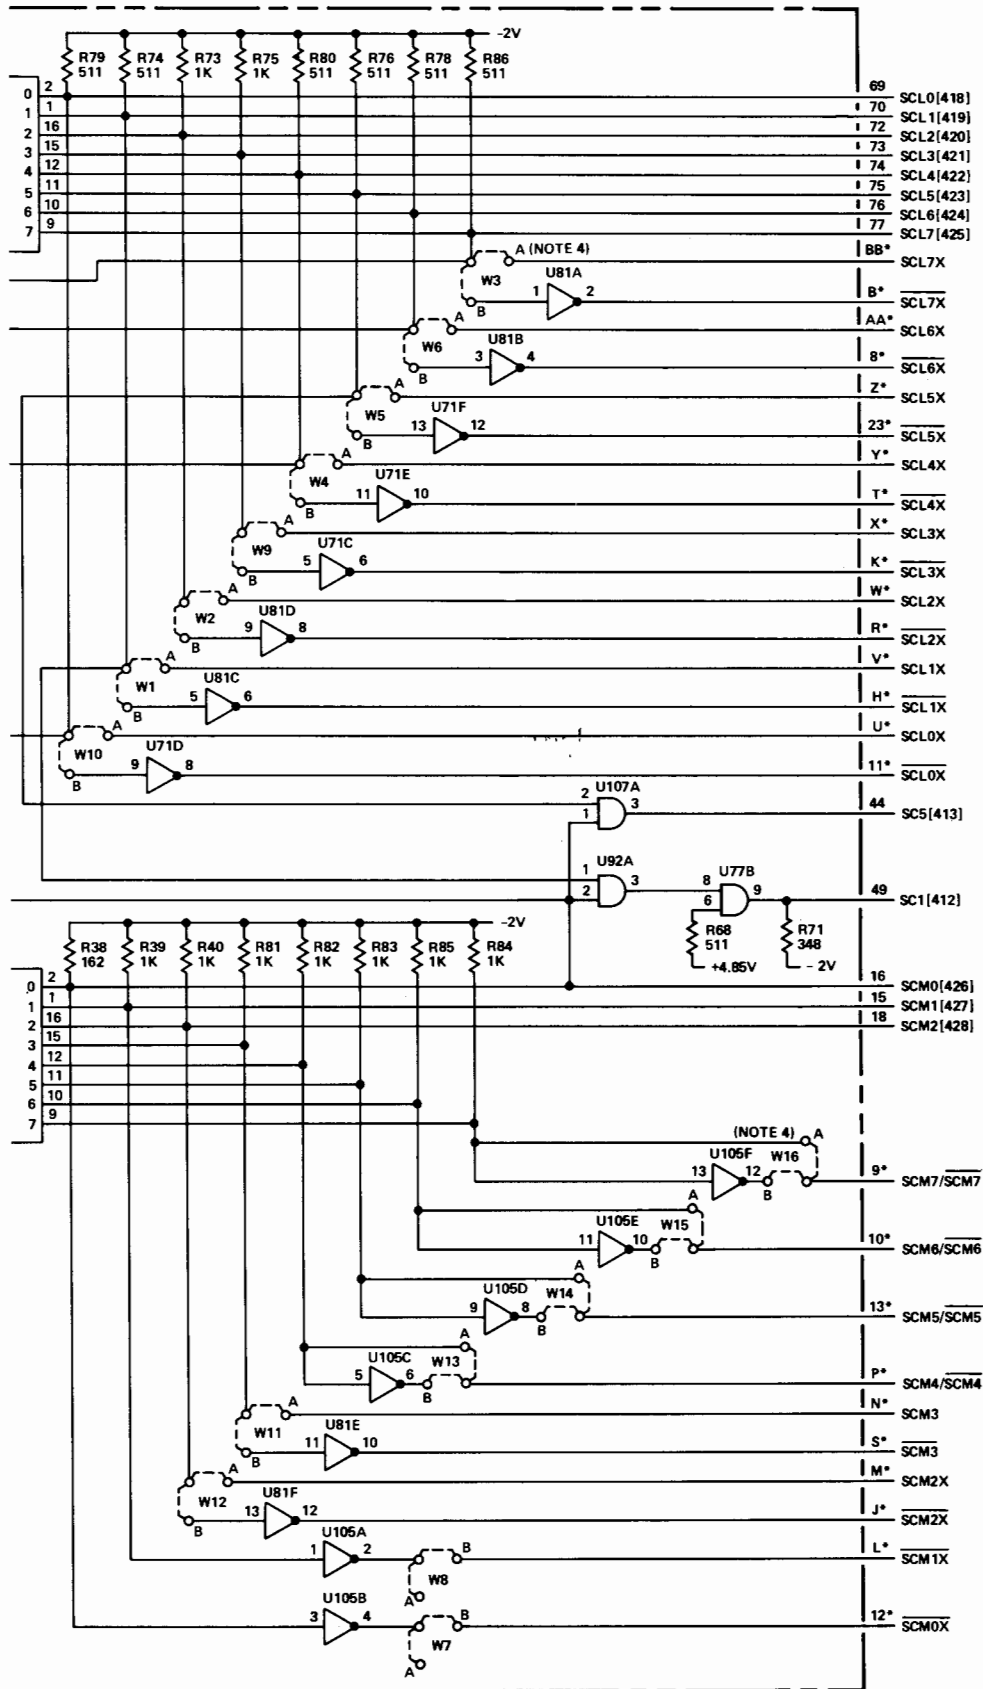 -2V
R79 511 R74 511 R73 1K R75 1K R80 511 R76 511 R78 511 R86 511
0 2 69 SCL0[418]
1 1 70 SCL1[419]
2 16 72 SCL2[420]
3 15 73 SCL3[421]
4 12 74 SCL4[422]
5 11 75 SCL5[423]
6 10 76 SCL6[424]
7 9 77 SCL7[425]
A (NOTE 4) BB* SCL7X
W3 U81A
B 1 2 B* SCL7X
A AA* SCL6X
W6 U81B
B 3 4 8* SCL6X
A Z* SCL5X
W5 U71F
B 13 12 23* SCL5X
A Y* SCL4X
W4 U71E
B 11 10 T* SCL4X
A X* SCL3X
W9 U71C
B 5 6 K* SCL3X
A W* SCL2X
W2 U81D
B 9 8 R* SCL2X
A V* SCL1X
W1 U81C
B 5 6 H* SCL1X
A U* SCL0X
W10 U71D
B 9 8 11* SCL0X
U107A
2 1 3 44 SC5[413]
U92A U77B
1 2 3 8 6 9 49 SC1[412]
R68 511 R71 348
+4.85V - 2V
-2V
R38 162 R39 1K R40 1K R81 1K R82 1K R83 1K R85 1K R84 1K
0 2 16 SCM0[426]
1 1 15 SCM1[427]
2 16 18 SCM2[428]
3 15
4 12
5 11
6 10
7 9
(NOTE 4) A
U105F W16
13 12 B 9* SCM7/SCM7
A
U105E W15
11 10 B 10* SCM6/SCM6
A
U105D W14
9 8 B 13* SCM5/SCM5
A
U105C W13
5 6 B P* SCM4/SCM4
A N* SCM3
W11 U81E
B 11 10 S* SCM3
A M* SCM2X
W12 U81F
B 13 12 J* SCM2X
U105A
1 2 B L* SCM1X
W8
A
U105B
3 4 B 12* SCM0X
W7
A